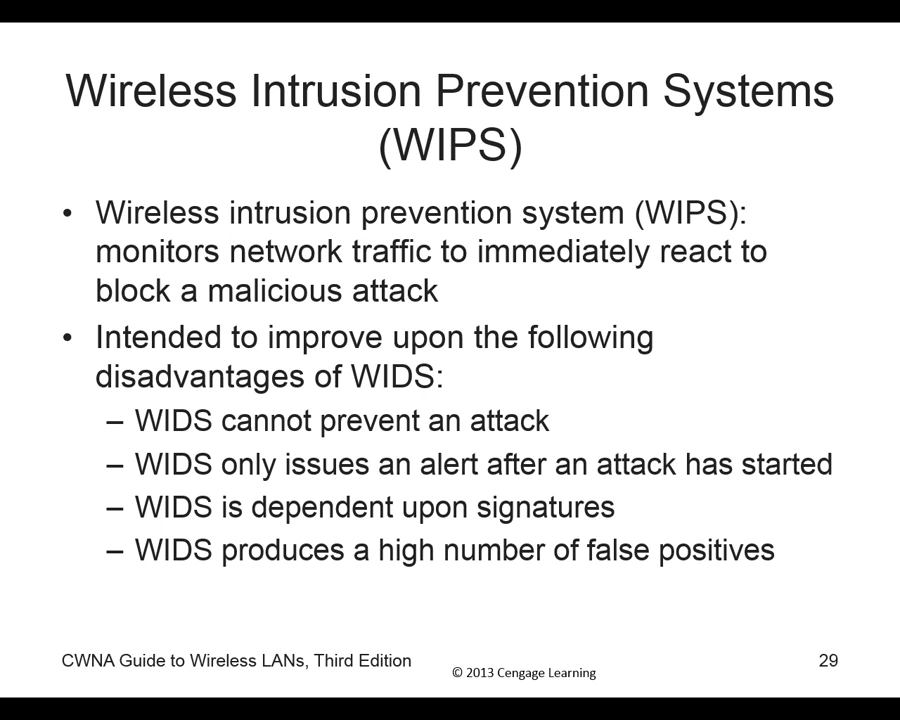 Wireless Intrusion Prevention Systems
(WIPS)
• Wireless intrusion prevention system (WIPS):
monitors network traffic to immediately react to
block a malicious attack
• Intended to improve upon the following
disadvantages of WIDS:
– WIDS cannot prevent an attack
– WIDS only issues an alert after an attack has started
– WIDS is dependent upon signatures
– WIDS produces a high number of false positives
CWNA Guide to Wireless LANs, Third Edition
© 2013 Cengage Learning
29